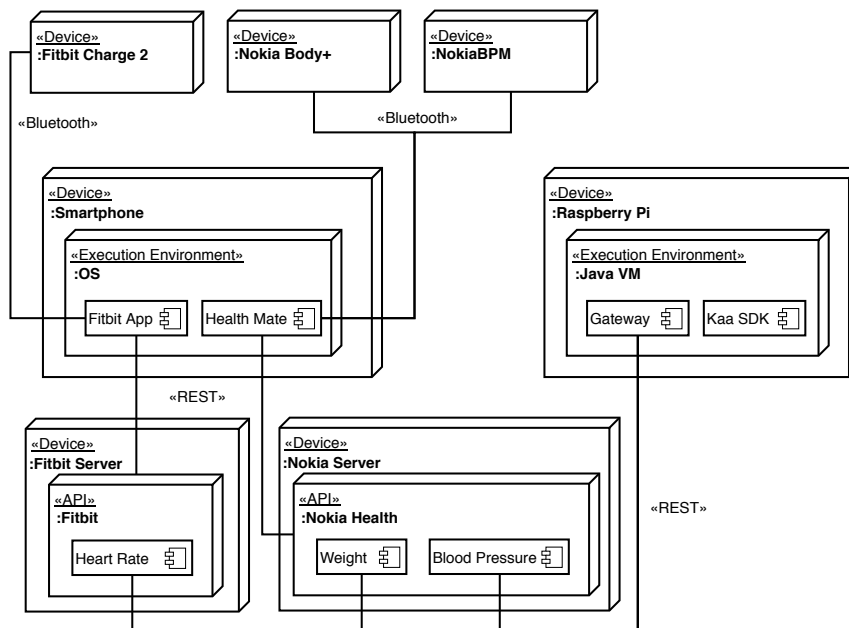 «Device»
:Fitbit Charge 2
«Device»
:Nokia Body+
«Device»
:NokiaBPM
«Bluetooth»
«Bluetooth»
«Device»
:Smartphone
«Execution Environment»
:OS
Fitbit App
Health Mate
«Device»
:Raspberry Pi
«Execution Environment»
:Java VM
Gateway
Kaa SDK
«REST»
«Device»
:Fitbit Server
«API»
:Fitbit
Heart Rate
«Device»
:Nokia Server
«API»
:Nokia Health
Weight
Blood Pressure
«REST»